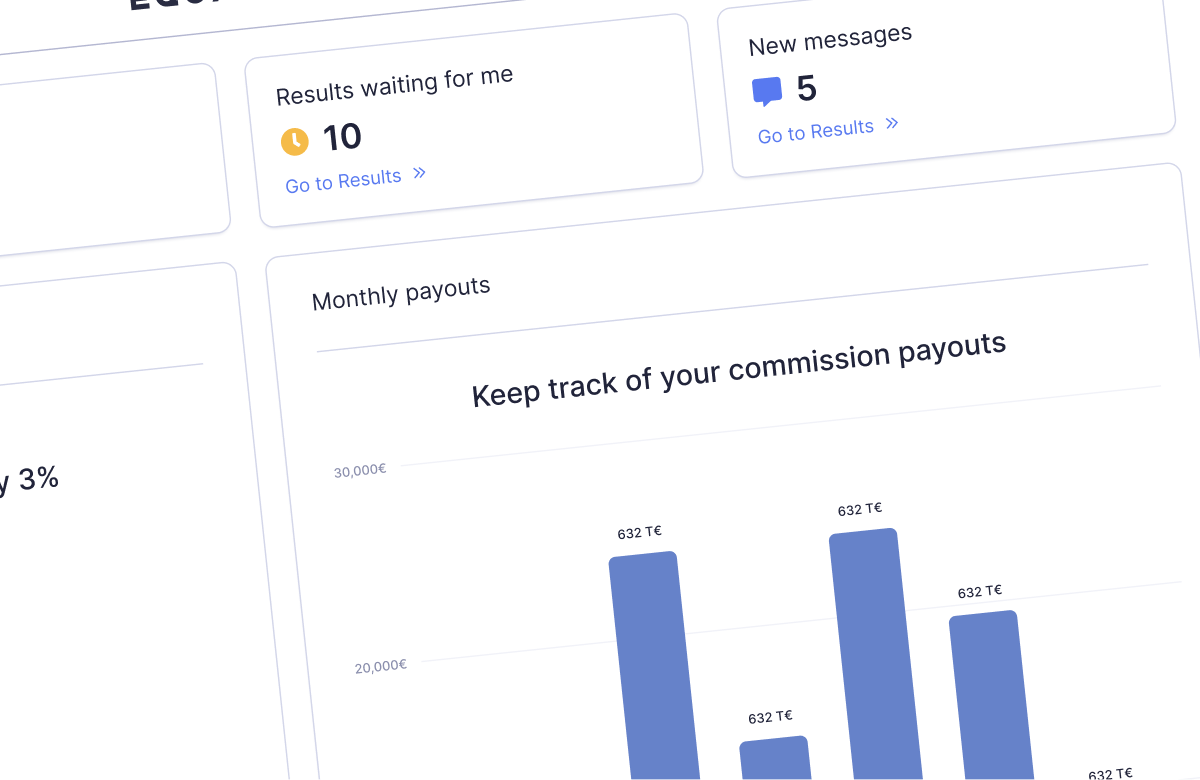 Results waiting for me
10
Go to Results
New messages
5
Go to Results
Monthly payouts
Keep track of your commission payouts
30,000€
632 T€
632 T€
632 T€
20,000€
632 T€
632 T€
3%